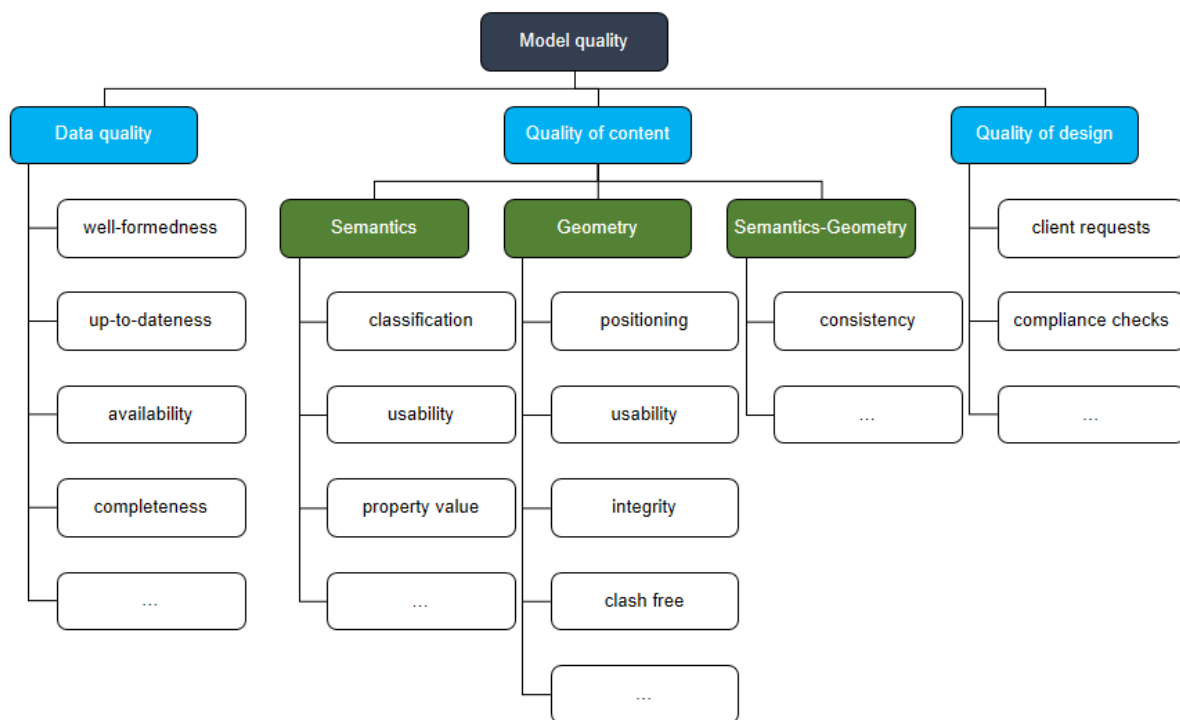 Model quality
Data quality
Quality of content
Quality of design
well-formedness
Semantics
Geometry
Semantics-Geometry
client requests
up-to-dateness
classification
positioning
consistency
compliance checks
availability
usability
usability
...
...
completeness
property value
integrity
...
...
clash free
...